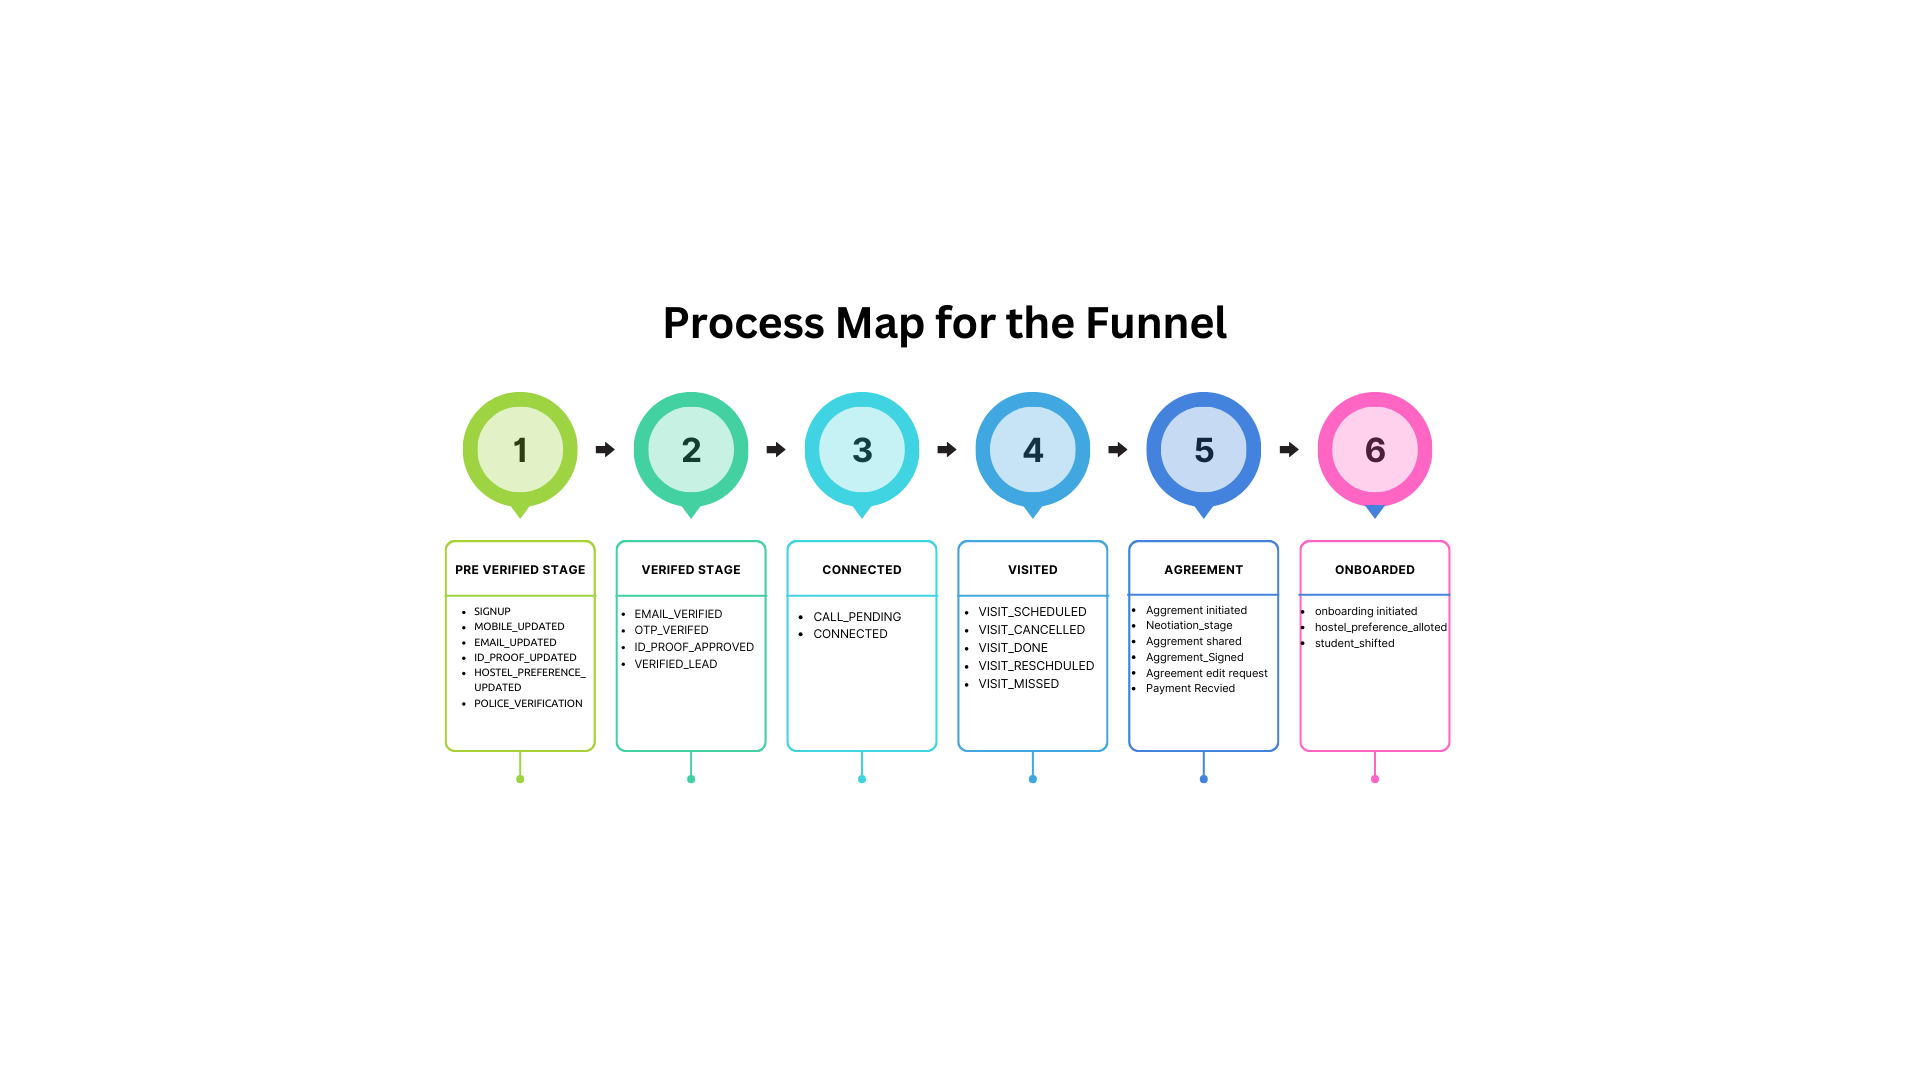 Process Map for the Funnel
1
2
3
4
5
6
PRE VERIFIED STAGE
SIGNUP
MOBILE_UPDATED
EMAIL_UPDATED
ID_PROOF_UPDATED
HOSTEL_PREFERENCE_
UPDATED
POLICE_VERIFICATION
VERIFED STAGE
EMAIL_VERIFIED
OTP_VERIFED
ID_PROOF_APPROVED
VERIFIED_LEAD
CONNECTED
CALL_PENDING
CONNECTED
VISITED
VISIT_SCHEDULED
VISIT_CANCELLED
VISIT_DONE
VISIT_RESCHDULED
VISIT_MISSED
AGREEMENT
Aggrement initiated
Neotiation_stage
Aggrement shared
Aggrement_Signed
Agreement edit request
Payment Recvied
ONBOARDED
onboarding initiated
hostel_preference_alloted
student_shifted